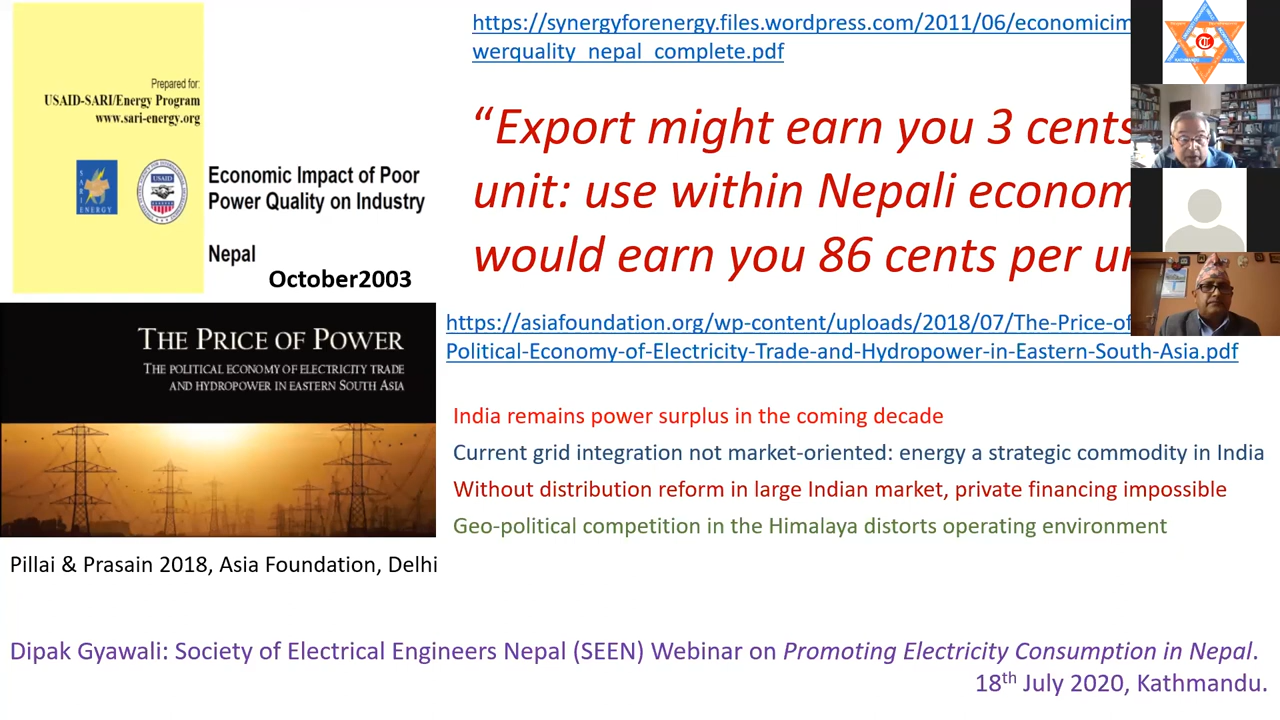 Prepared for:
USAID-SARI/Energy Program
www.sari-energy.org
SARI
ENERGY
USAID
Economic Impact of Poor
Power Quality on Industry
Nepal
October2003
https://synergyforenergy.files.wordpress.com/2011/06/economicim
werquality_nepal_complete.pdf
“Export might earn you 3 cents
unit: use within Nepali econom
would earn you 86 cents per u
THE PRICE OF POWER
THE POLITICAL ECONOMY OF ELECTRICITY TRADE
AND HYDROPOWER IN EASTERN SOUTH ASIA
Pillai & Prasain 2018, Asia Foundation, Delhi
https://asiafoundation.org/wp-content/uploads/2018/07/The-Price-of
Political-Economy-of-Electricity-Trade-and-Hydropower-in-Eastern-South-Asia.pdf
India remains power surplus in the coming decade
Current grid integration not market-oriented: energy a strategic commodity in India
Without distribution reform in large Indian market, private financing impossible
Geo-political competition in the Himalaya distorts operating environment
Dipak Gyawali: Society of Electrical Engineers Nepal (SEEN) Webinar on Promoting Electricity Consumption in Nepal.
18th July 2020, Kathmandu.